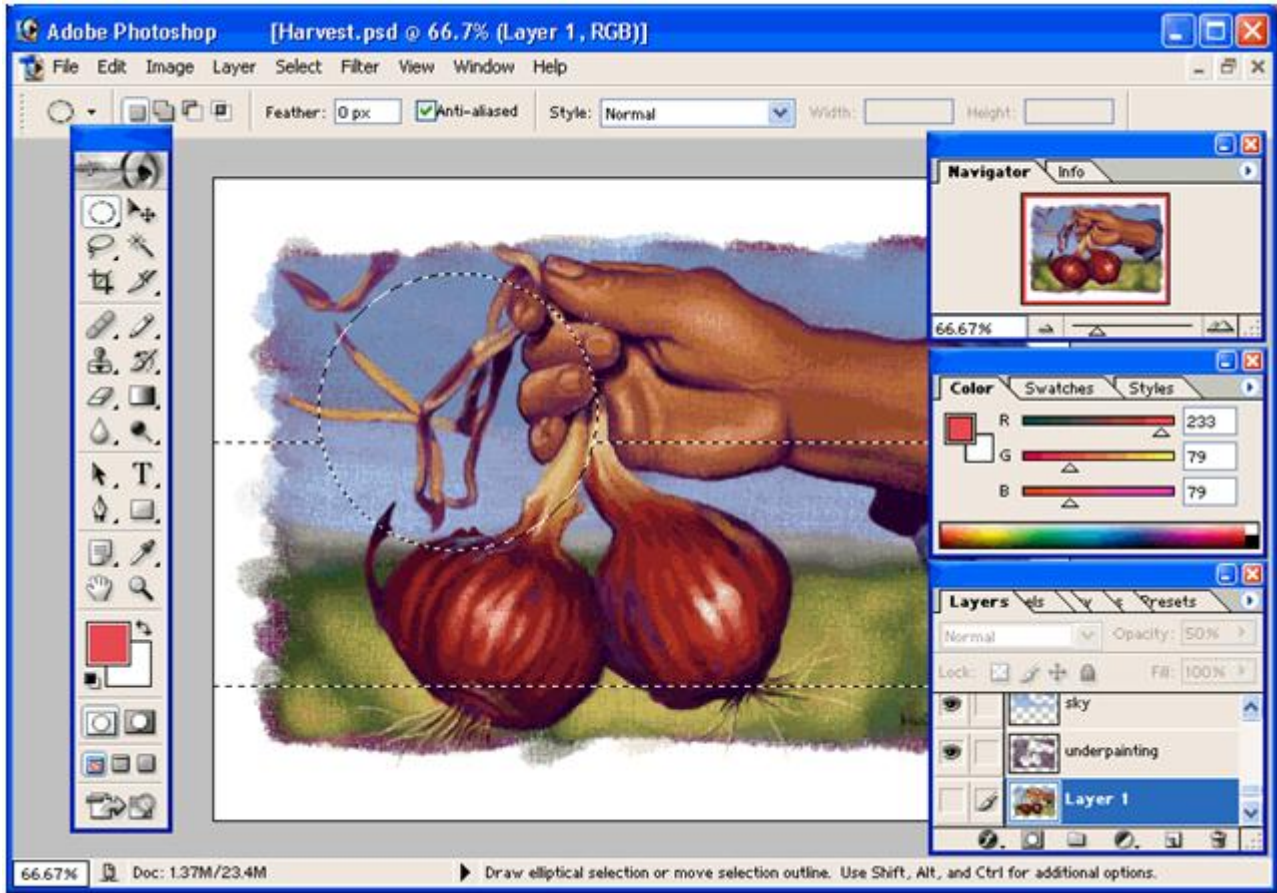 Adobe Photoshop [Harvest.psd @ 66.7% (Layer 1, RGB)]
File Edit Image Layer Select Filter View Window Help
Feather: 0 px Anti-aliased Style: Normal Width: Height:
Navigator Info
66.67%
Color Swatches Styles
R 233
G 79
B 79
T
Layers els Presets
Normal Opacity: 50%
Lock: Fill: 100%
sky
underpainting
Layer 1
66.67% Doc: 1.37M/23.4M Draw elliptical selection or move selection outline. Use Shift, Alt, and Ctrl for additional options.